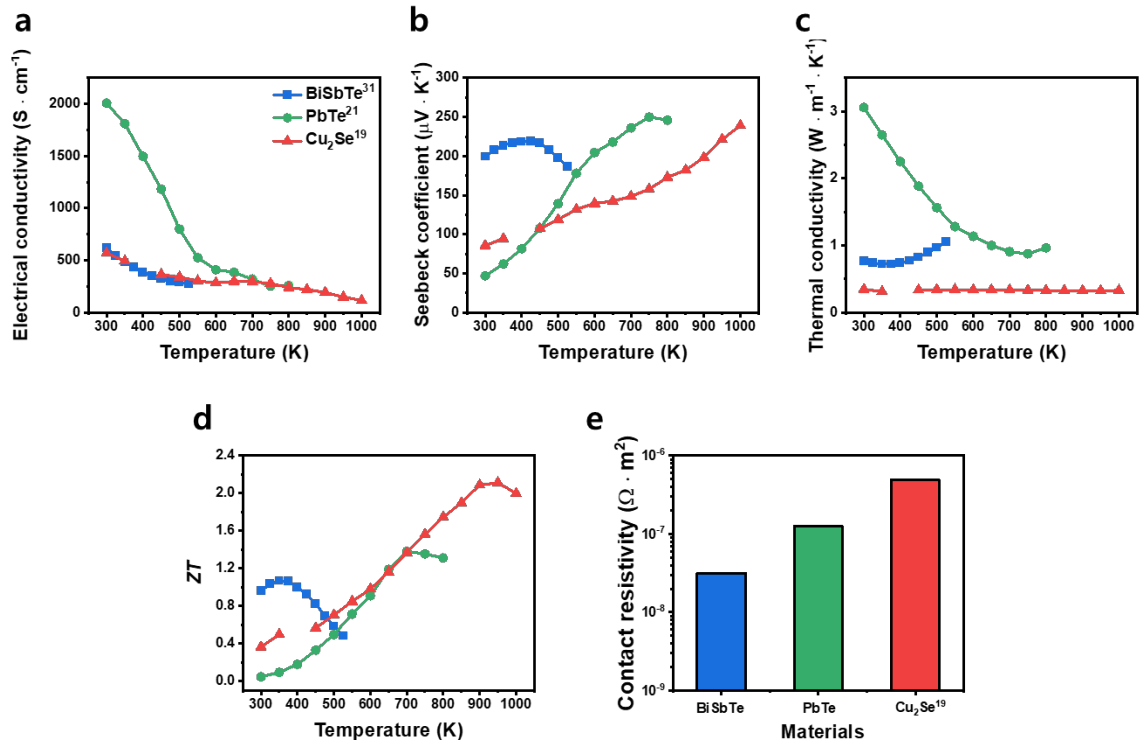 a
Electrical conductivity (S · cm⁻¹)
2000
1500
1000
500
0
BiSbTe³¹
PbTe²¹
Cu₂Se¹⁹
300 400 500 600 700 800 900 1000
Temperature (K)
b
Seebeck coefficient (μV · K⁻¹)
300
250
200
150
100
50
0
300 400 500 600 700 800 900 1000
Temperature (K)
c
Thermal conductivity (W · m⁻¹ · K⁻¹)
3
2
1
0
300 400 500 600 700 800 900 1000
Temperature (K)
d
ZT
2.4
2.0
1.6
1.2
0.8
0.4
0.0
300 400 500 600 700 800 900 1000
Temperature (K)
e
Contact resistivity (Ω · m²)
10⁻⁶
10⁻⁷
10⁻⁸
10⁻⁹
BiSbTe PbTe Cu₂Se¹⁹
Materials